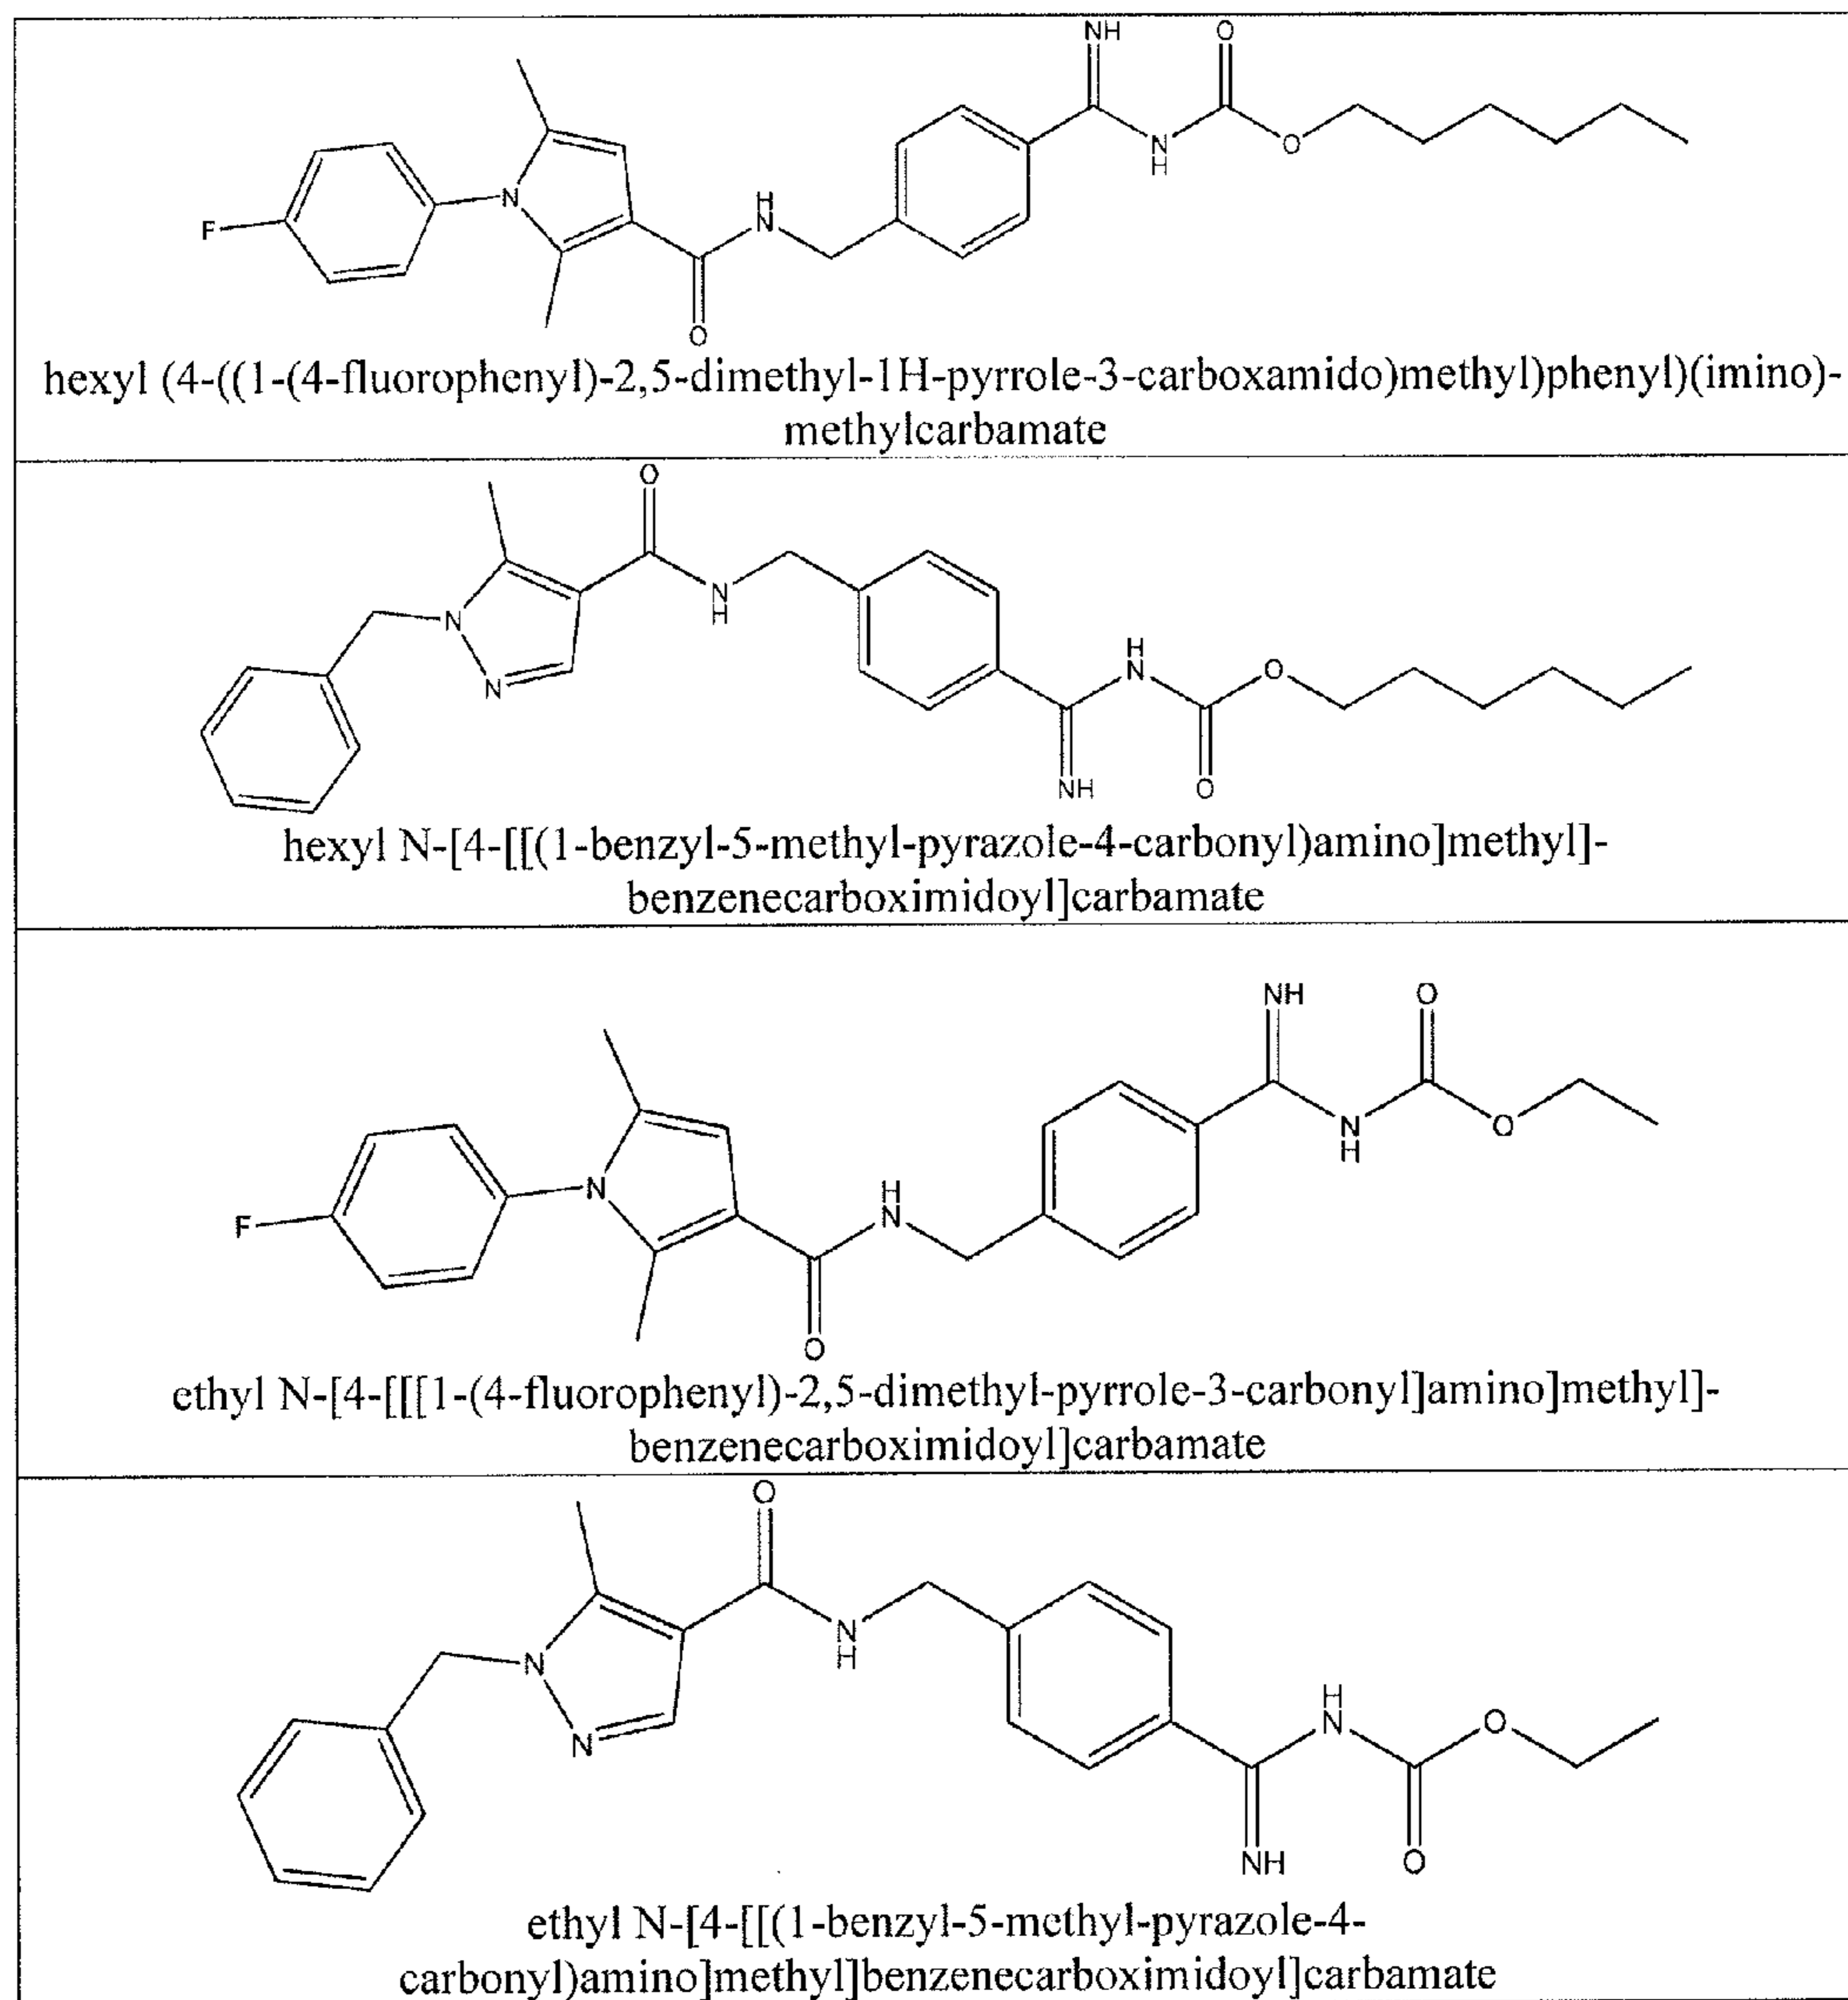 NH
O
N
H
O
F
N
H
N
O
hexyl (4-((1-(4-fluorophenyl)-2,5-dimethyl-1H-pyrrole-3-carboxamido)methyl)phenyl)(imino)-
methylcarbamate
O
N
N
N
H
H
N
O
NH
O
hexyl N-[4-[[(1-benzyl-5-methyl-pyrazole-4-carbonyl)amino]methyl]-
benzenecarboximidoyl]carbamate
NH
O
N
H
O
F
N
H
N
O
ethyl N-[4-[[[1-(4-fluorophenyl)-2,5-dimethyl-pyrrole-3-carbonyl]amino]methyl]-
benzenecarboximidoyl]carbamate
O
N
N
N
H
H
N
O
NH
O
ethyl N-[4-[[(1-benzyl-5-methyl-pyrazole-4-
carbonyl)amino]methyl]benzenecarboximidoyl]carbamate